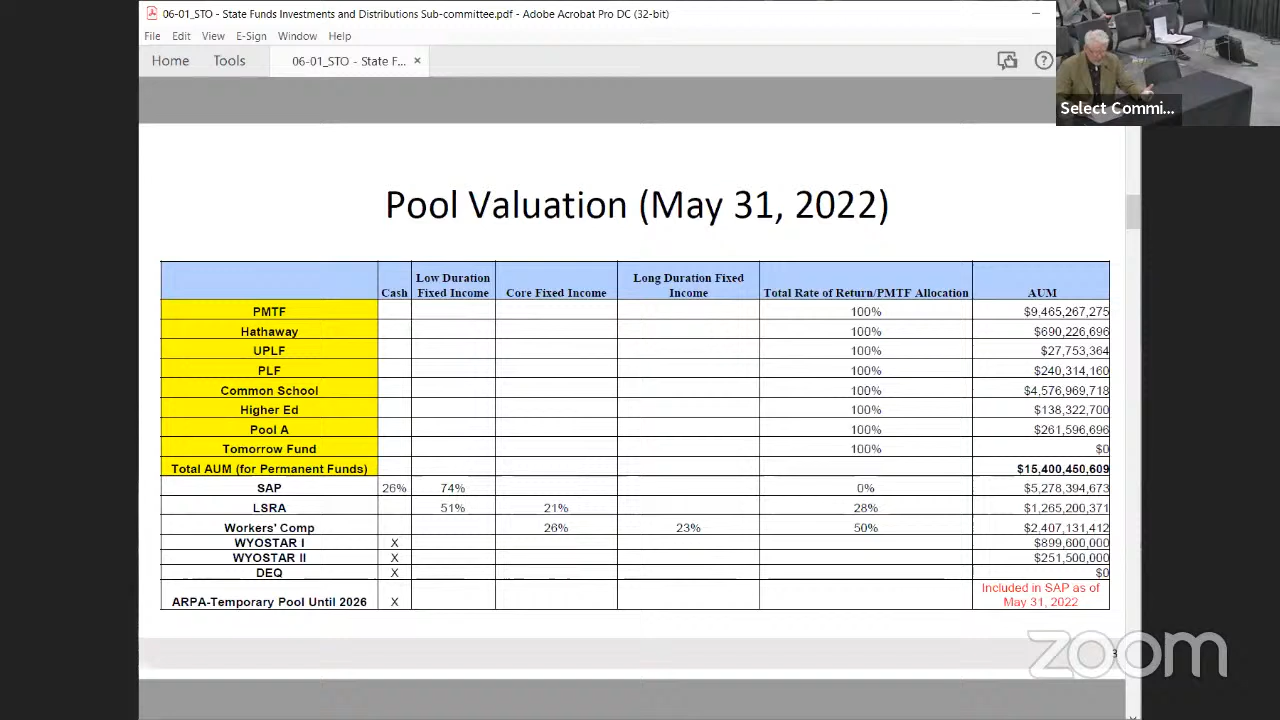 06-01_STO - State Funds Investments and Distributions Sub-committee.pdf - Adobe Acrobat Pro DC (32-bit)
File Edit View E-Sign Window Help
Home Tools 06-01_STO - State F... ×
?
Select Commi...
Pool Valuation (May 31, 2022)
Cash Low Duration Fixed Income Core Fixed Income Long Duration Fixed Income Total Rate of Return/PMTF Allocation AUM
PMTF 100% $9,465,267,275
Hathaway 100% $690,226,696
UPLF 100% $27,753,364
PLF 100% $240,314,160
Common School 100% $4,576,969,718
Higher Ed 100% $138,322,700
Pool A 100% $261,596,696
Tomorrow Fund 100% $0
Total AUM (for Permanent Funds) $15,400,450,609
SAP 26% 74% 0% $5,278,394,673
LSRA 51% 21% 28% $1,265,200,371
Workers' Comp 26% 23% 50% $2,407,131,412
WYOSTAR I X $899,600,000
WYOSTAR II X $251,500,000
DEQ X $0
ARPA-Temporary Pool Until 2026 X Included in SAP as of May 31, 2022
3
zoom